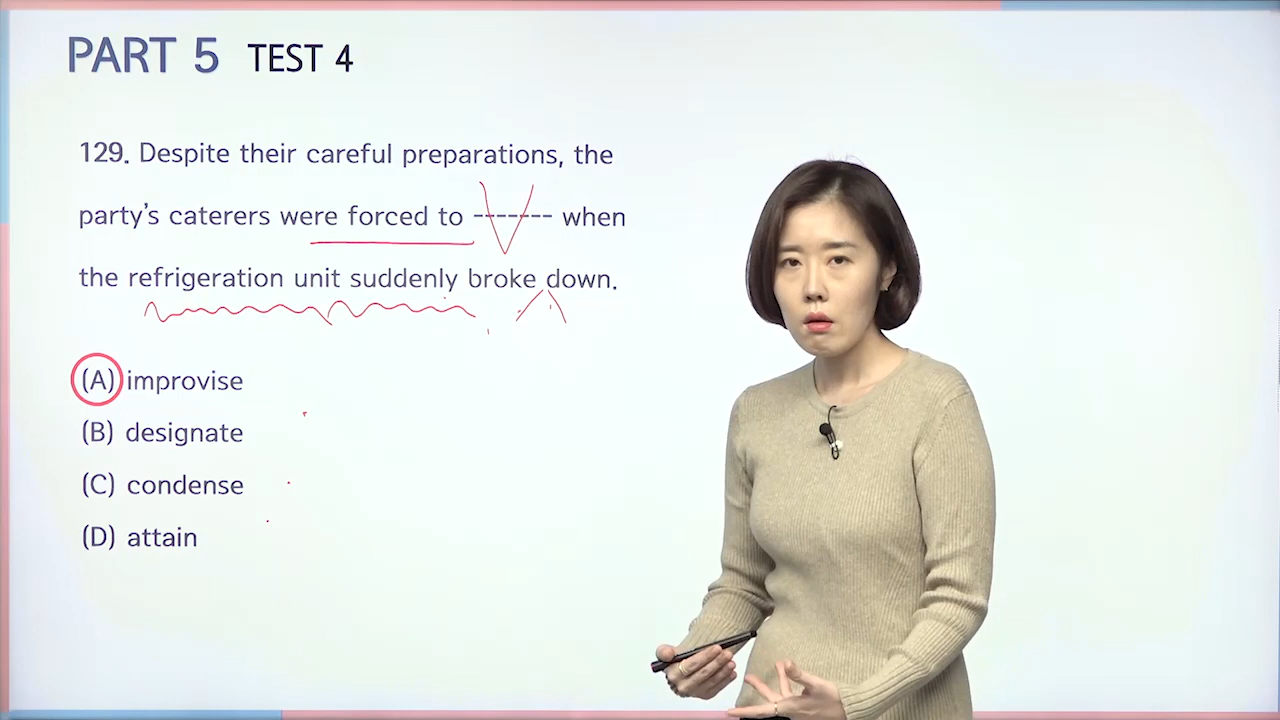 PART 5 TEST 4
129. Despite their careful preparations, the
party’s caterers were forced to ------- when
the refrigeration unit suddenly broke down.
(A) improvise
(B) designate
(C) condense
(D) attain